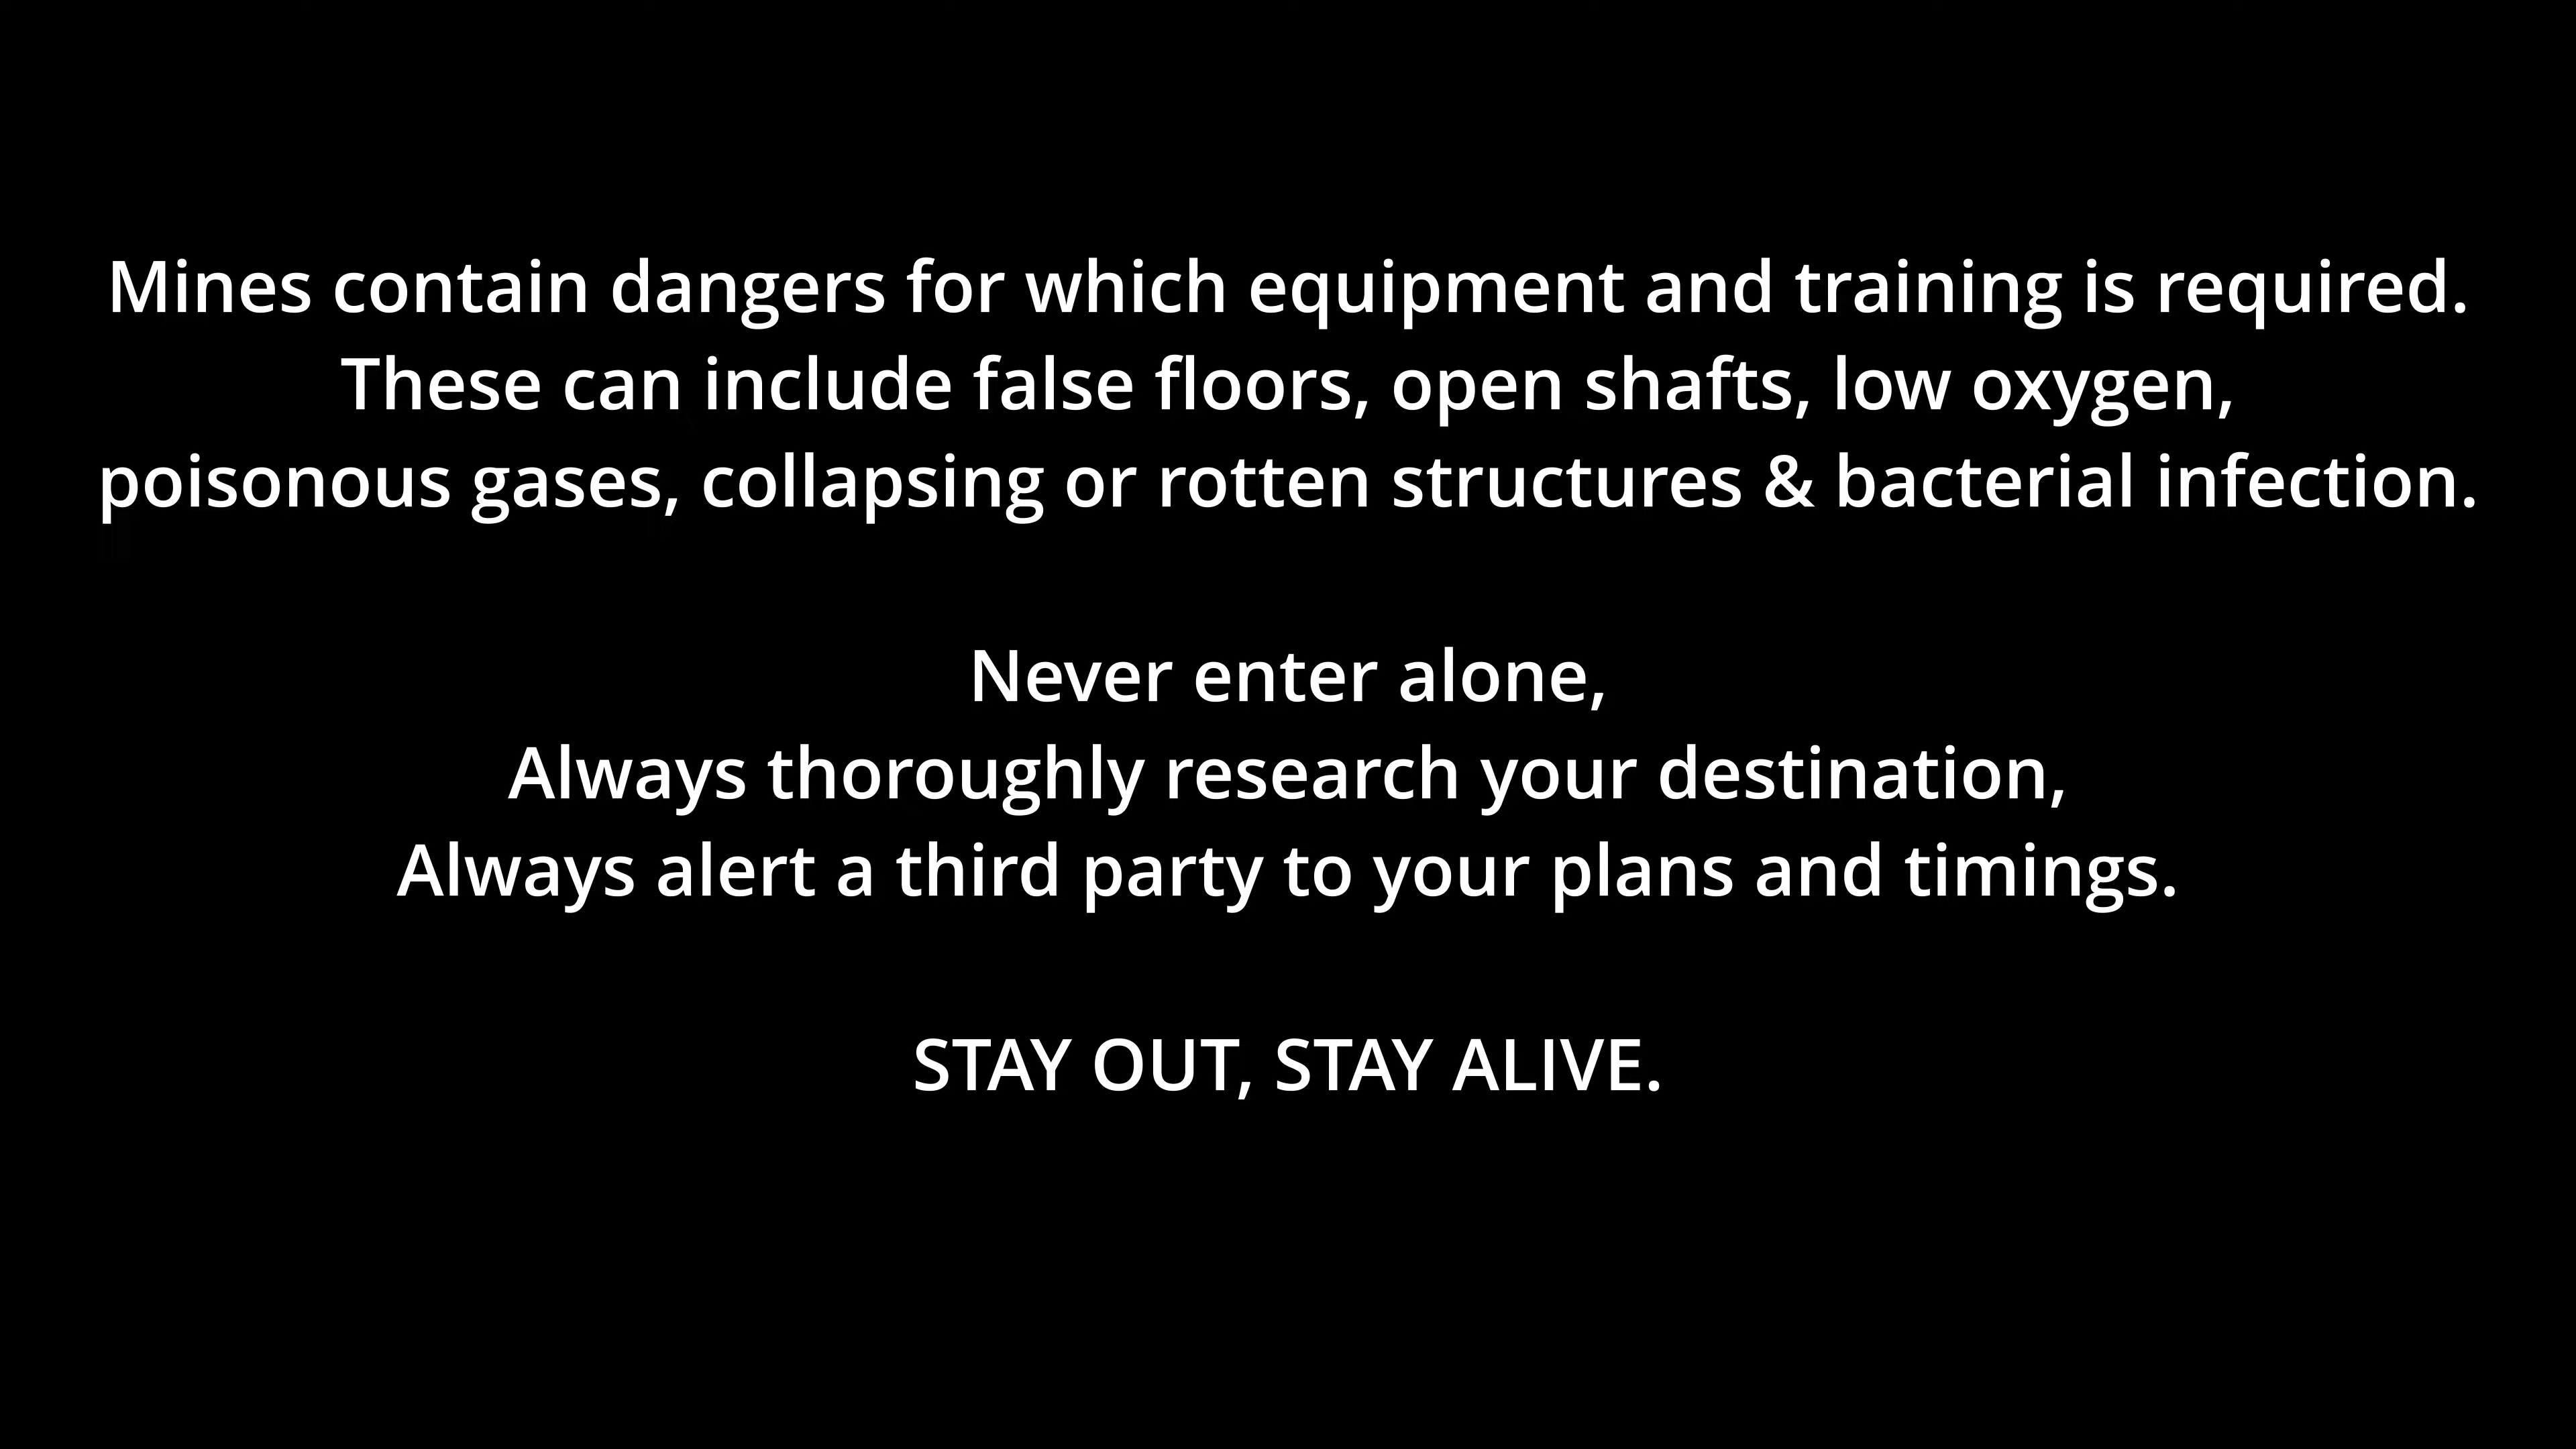 Mines contain dangers for which equipment and training is required.
These can include false floors, open shafts, low oxygen,
poisonous gases, collapsing or rotten structures & bacterial infection.
Never enter alone,
Always thoroughly research your destination,
Always alert a third party to your plans and timings.
STAY OUT, STAY ALIVE.